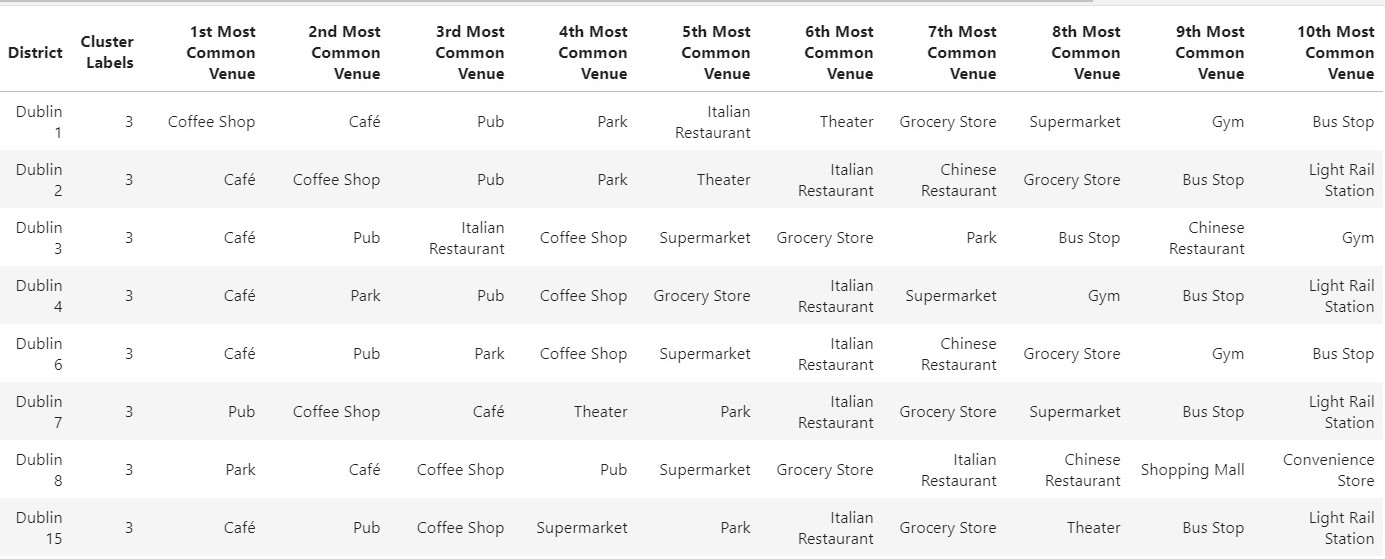 District Cluster Labels 1st Most Common Venue 2nd Most Common Venue 3rd Most Common Venue 4th Most Common Venue 5th Most Common Venue 6th Most Common Venue 7th Most Common Venue 8th Most Common Venue 9th Most Common Venue 10th Most Common Venue
Dublin 1 3 Coffee Shop Café Pub Park Italian Restaurant Theater Grocery Store Supermarket Gym Bus Stop
Dublin 2 3 Café Coffee Shop Pub Park Theater Italian Restaurant Chinese Restaurant Grocery Store Bus Stop Light Rail Station
Dublin 3 3 Café Pub Italian Restaurant Coffee Shop Supermarket Grocery Store Park Bus Stop Chinese Restaurant Gym
Dublin 4 3 Café Park Pub Coffee Shop Grocery Store Italian Restaurant Supermarket Gym Bus Stop Light Rail Station
Dublin 6 3 Café Pub Park Coffee Shop Supermarket Italian Restaurant Chinese Restaurant Grocery Store Gym Bus Stop
Dublin 7 3 Pub Coffee Shop Café Theater Park Italian Restaurant Grocery Store Supermarket Bus Stop Light Rail Station
Dublin 8 3 Park Café Coffee Shop Pub Supermarket Grocery Store Italian Restaurant Chinese Restaurant Shopping Mall Convenience Store
Dublin 15 3 Café Pub Coffee Shop Supermarket Park Italian Restaurant Grocery Store Theater Bus Stop Light Rail Station